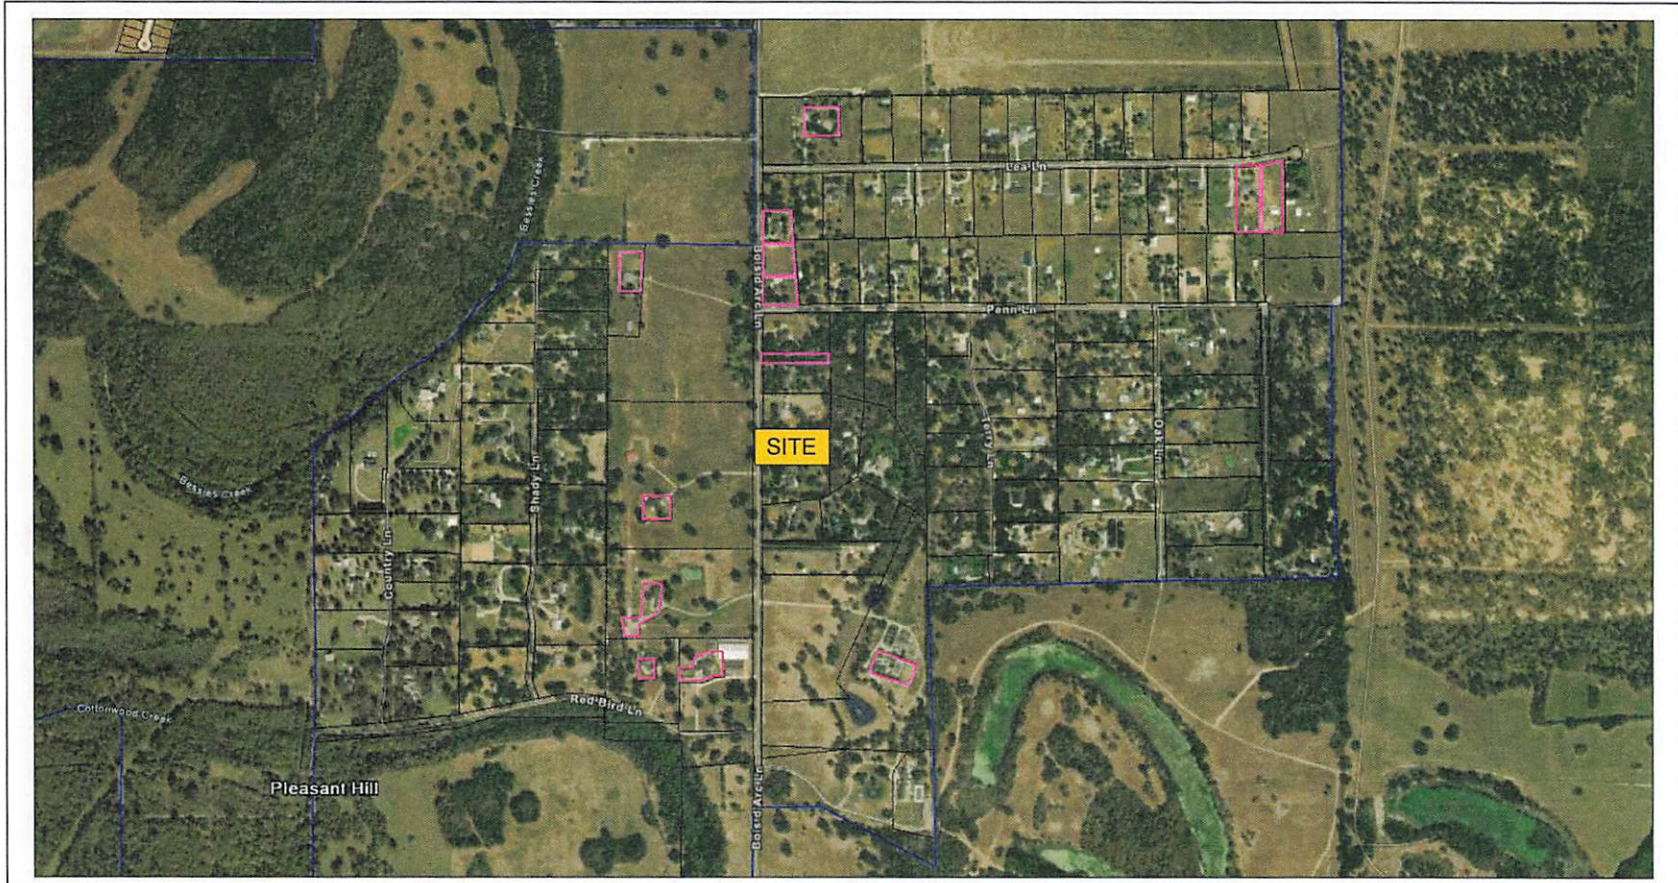 Bessies Creek
Lea Ln
Bois'd Arc Ln
Penn Ln
SITE
Terry Ln
Oak Ln
Shady Ln
Bessies Creek
Country Ln
Red Bird Ln
Cottonwood Creek
Pleasant Hill
Bois'd Arc Ln